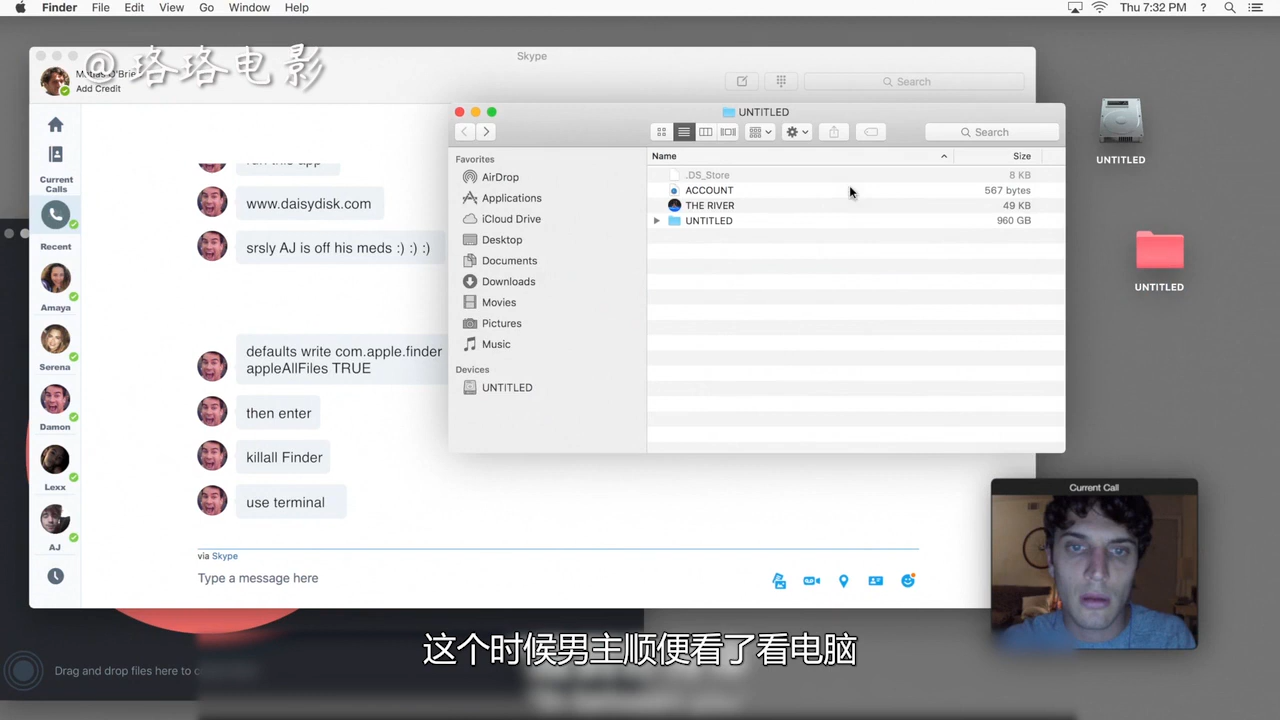 Finder File Edit View Go Window Help
Thu 7:32 PM
@珞珞电影
Skype
Add Credit
Search
Current Calls
Recent
Amaya
Serena
Damon
Lexx
AJ
run this app
www.daisydisk.com
srsly AJ is off his meds :) :) :)
defaults write com.apple.finder
appleAllFiles TRUE
then enter
killall Finder
use terminal
via Skype
Type a message here
UNTITLED
Search
Favorites
AirDrop
Applications
iCloud Drive
Desktop
Documents
Downloads
Movies
Pictures
Music
Devices
UNTITLED
Name Size
.DS_Store 8 KB
ACCOUNT 567 bytes
THE RIVER 49 KB
UNTITLED 960 GB
UNTITLED
UNTITLED
Current Call
Drag and drop files here to
这个时候男主顺便看了看电脑